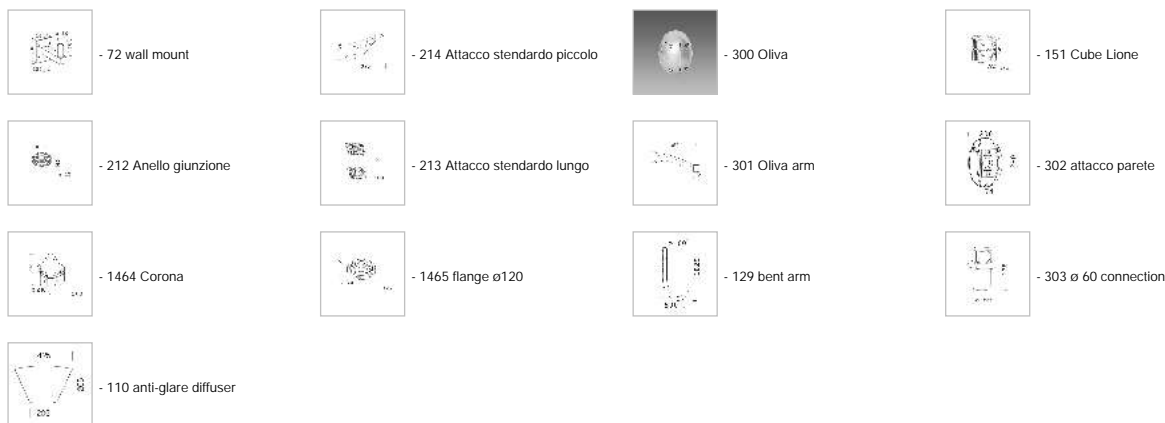 - 72 wall mount
- 214 Attacco stendardo piccolo
- 300 Oliva
- 151 Cube Lione
- 212 Anello giunzione
- 213 Attacco stendardo lungo
- 301 Oliva arm
- 302 attacco parete
- 1464 Corona
- 1465 flange ø120
- 129 bent arm
- 303 ø 60 connection
- 110 anti-glare diffuser